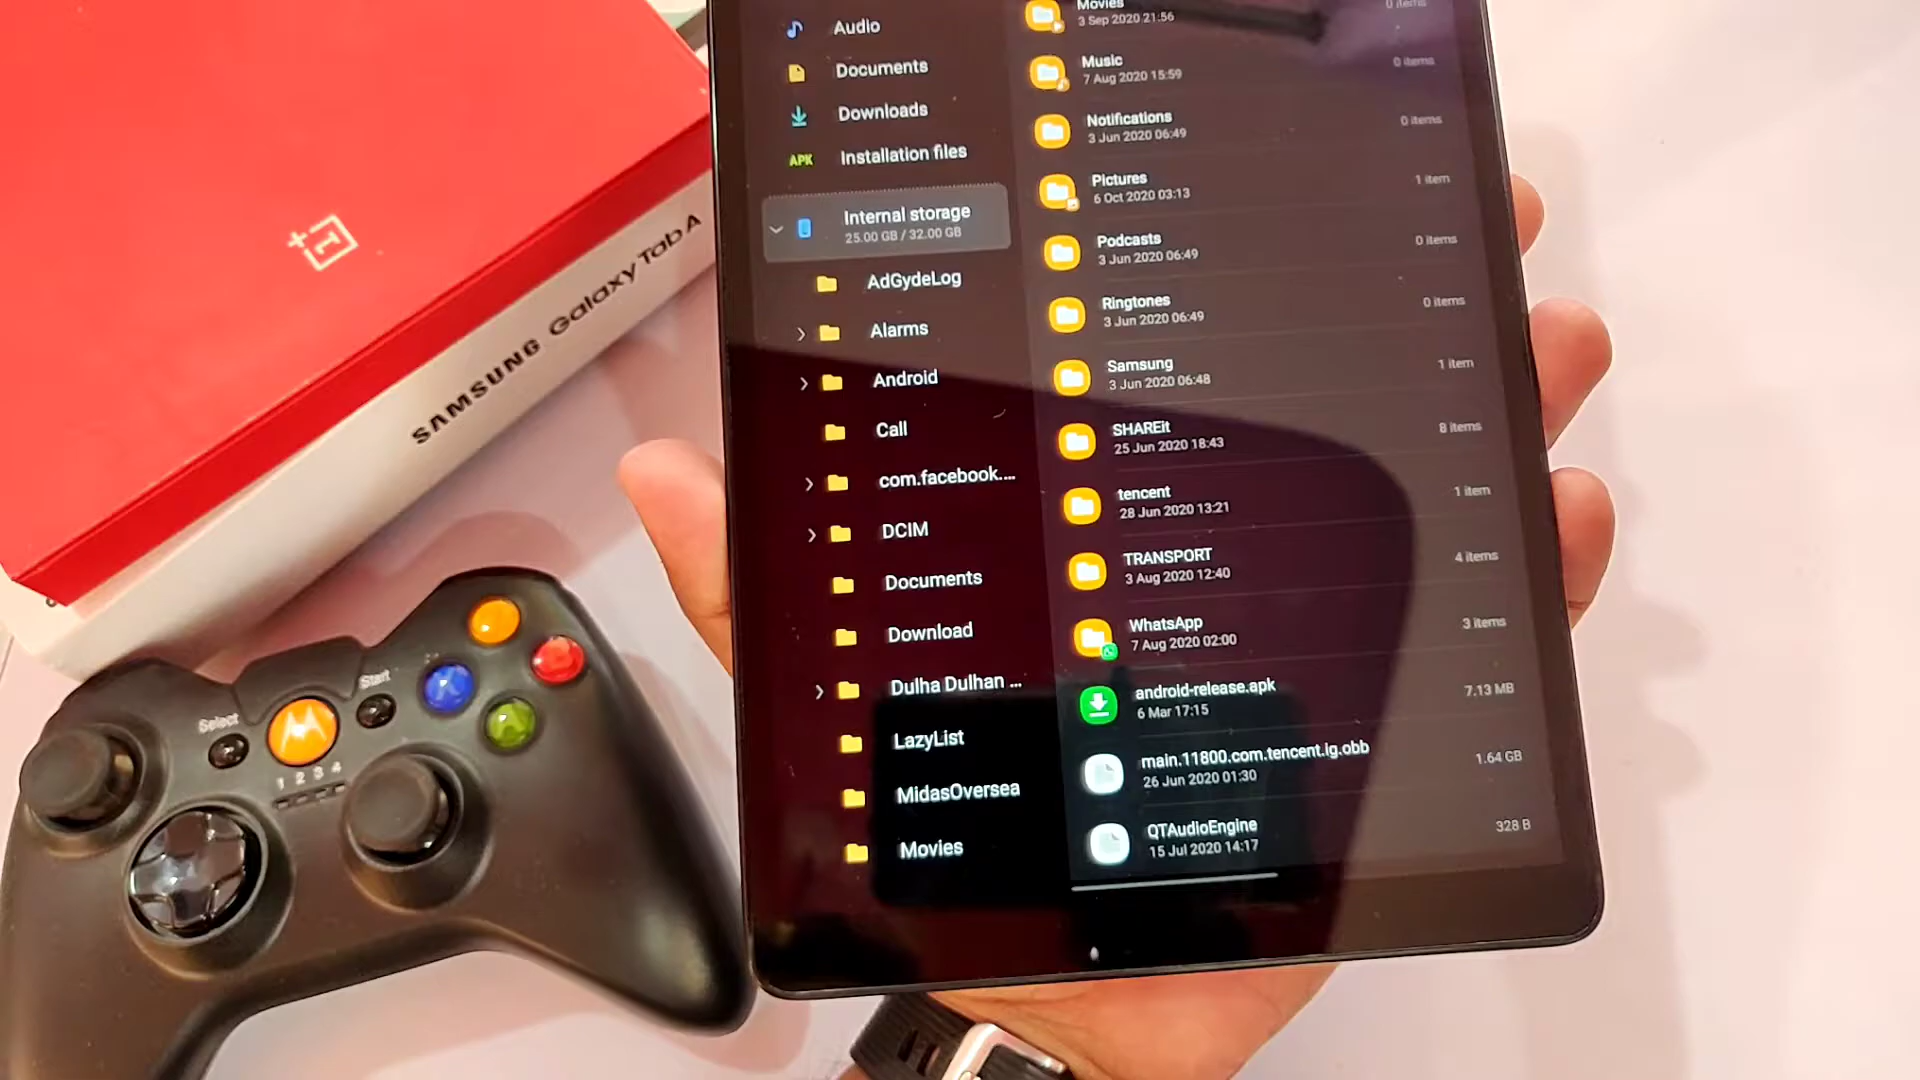 Audio
Documents
Downloads
APK Installation files
Internal storage
25.00 GB / 32.00 GB
AdGydeLog
Alarms
Android
Call
com.facebook....
DCIM
Documents
Download
Dulha Dulhan ...
LazyList
MidasOversea
Movies
Movies
3 Sep 2020 21:56
0 items
Music
7 Aug 2020 15:59
0 items
Notifications
3 Jun 2020 06:49
0 items
Pictures
6 Oct 2020 03:13
1 item
Podcasts
3 Jun 2020 06:49
0 items
Ringtones
3 Jun 2020 06:49
0 items
Samsung
3 Jun 2020 06:48
1 item
SHAREit
25 Jun 2020 18:43
8 items
tencent
28 Jun 2020 13:21
1 item
TRANSPORT
3 Aug 2020 12:40
4 items
WhatsApp
7 Aug 2020 02:00
3 items
android-release.apk
6 Mar 17:15
7.13 MB
main.11800.com.tencent.ig.obb
26 Jun 2020 01:30
1.64 GB
QTAudioEngine
15 Jul 2020 14:17
328 B
SAMSUNG Galaxy Tab A
Select
Start
1 2 3 4